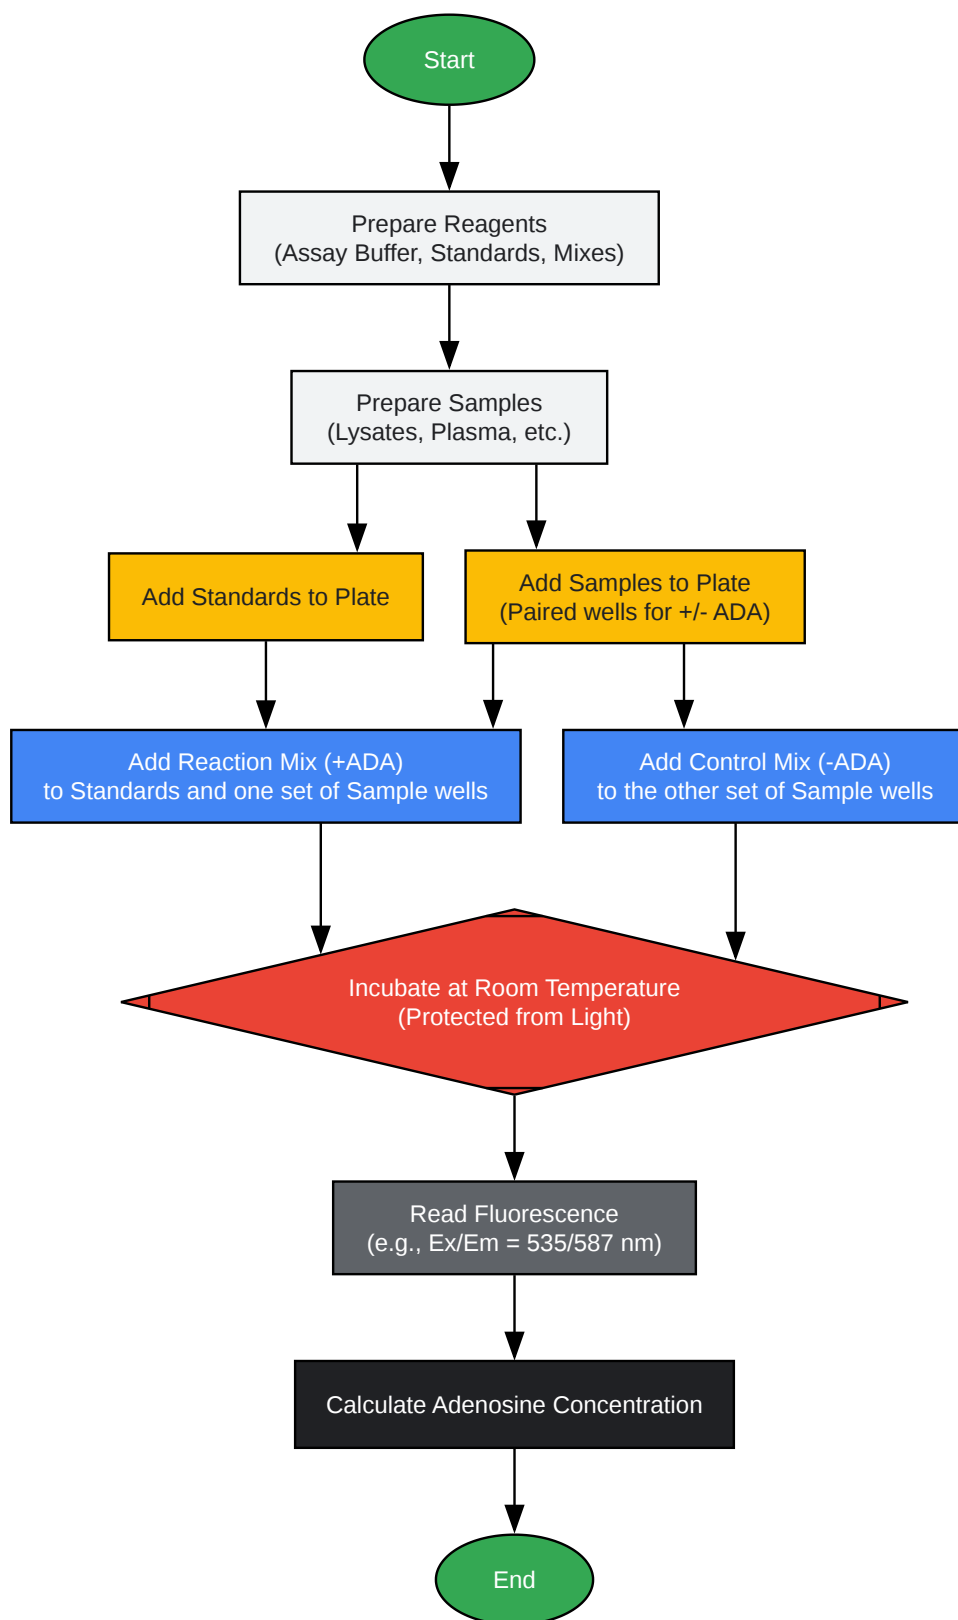 Start
Prepare Reagents
(Assay Buffer, Standards, Mixes)
Prepare Samples
(Lysates, Plasma, etc.)
Add Standards to Plate
Add Samples to Plate
(Paired wells for +/- ADA)
Add Reaction Mix (+ADA)
to Standards and one set of Sample wells
Add Control Mix (-ADA)
to the other set of Sample wells
Incubate at Room Temperature
(Protected from Light)
Read Fluorescence
(e.g., Ex/Em = 535/587 nm)
Calculate Adenosine Concentration
End